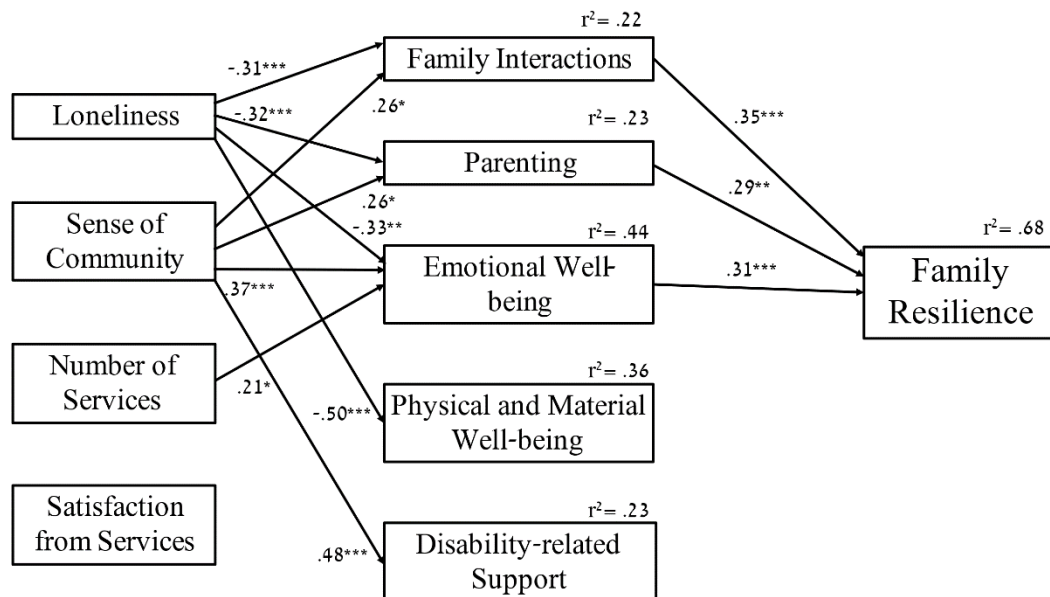 r²= .22
Family Interactions
-.31***
Loneliness
-.32***
.26*
r²= .23
.35***
Parenting
.29**
Sense of
Community
.26*
-.33**
r²= .44
r²= .68
Emotional Well-
being
.31***
Family
Resilience
.37***
Number of
Services
.21*
r²= .36
-.50***
Physical and Material
Well-being
Satisfaction
from Services
r²= .23
.48***
Disability-related
Support